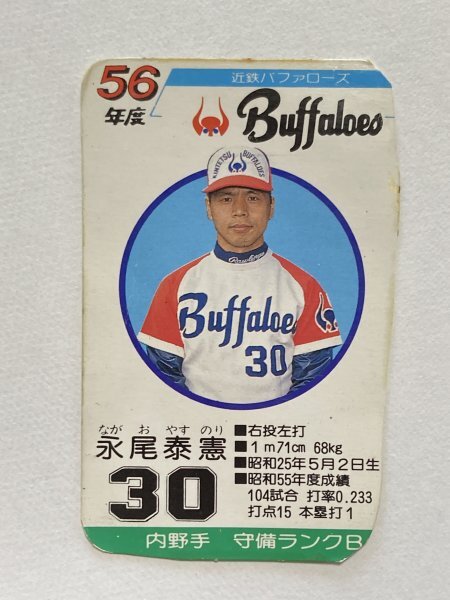 56
年度
近鉄バファローズ
Buffaloes
KINTETSU BUFFALOES
Rawlings
Buffaloes
30
ながお やすのり
永尾泰憲
30
■右投左打
■1m71cm 68kg
■昭和25年5月2日生
■昭和55年度成績
104試合 打率0.233
打点15 本塁打1
内野手 守備ランクB